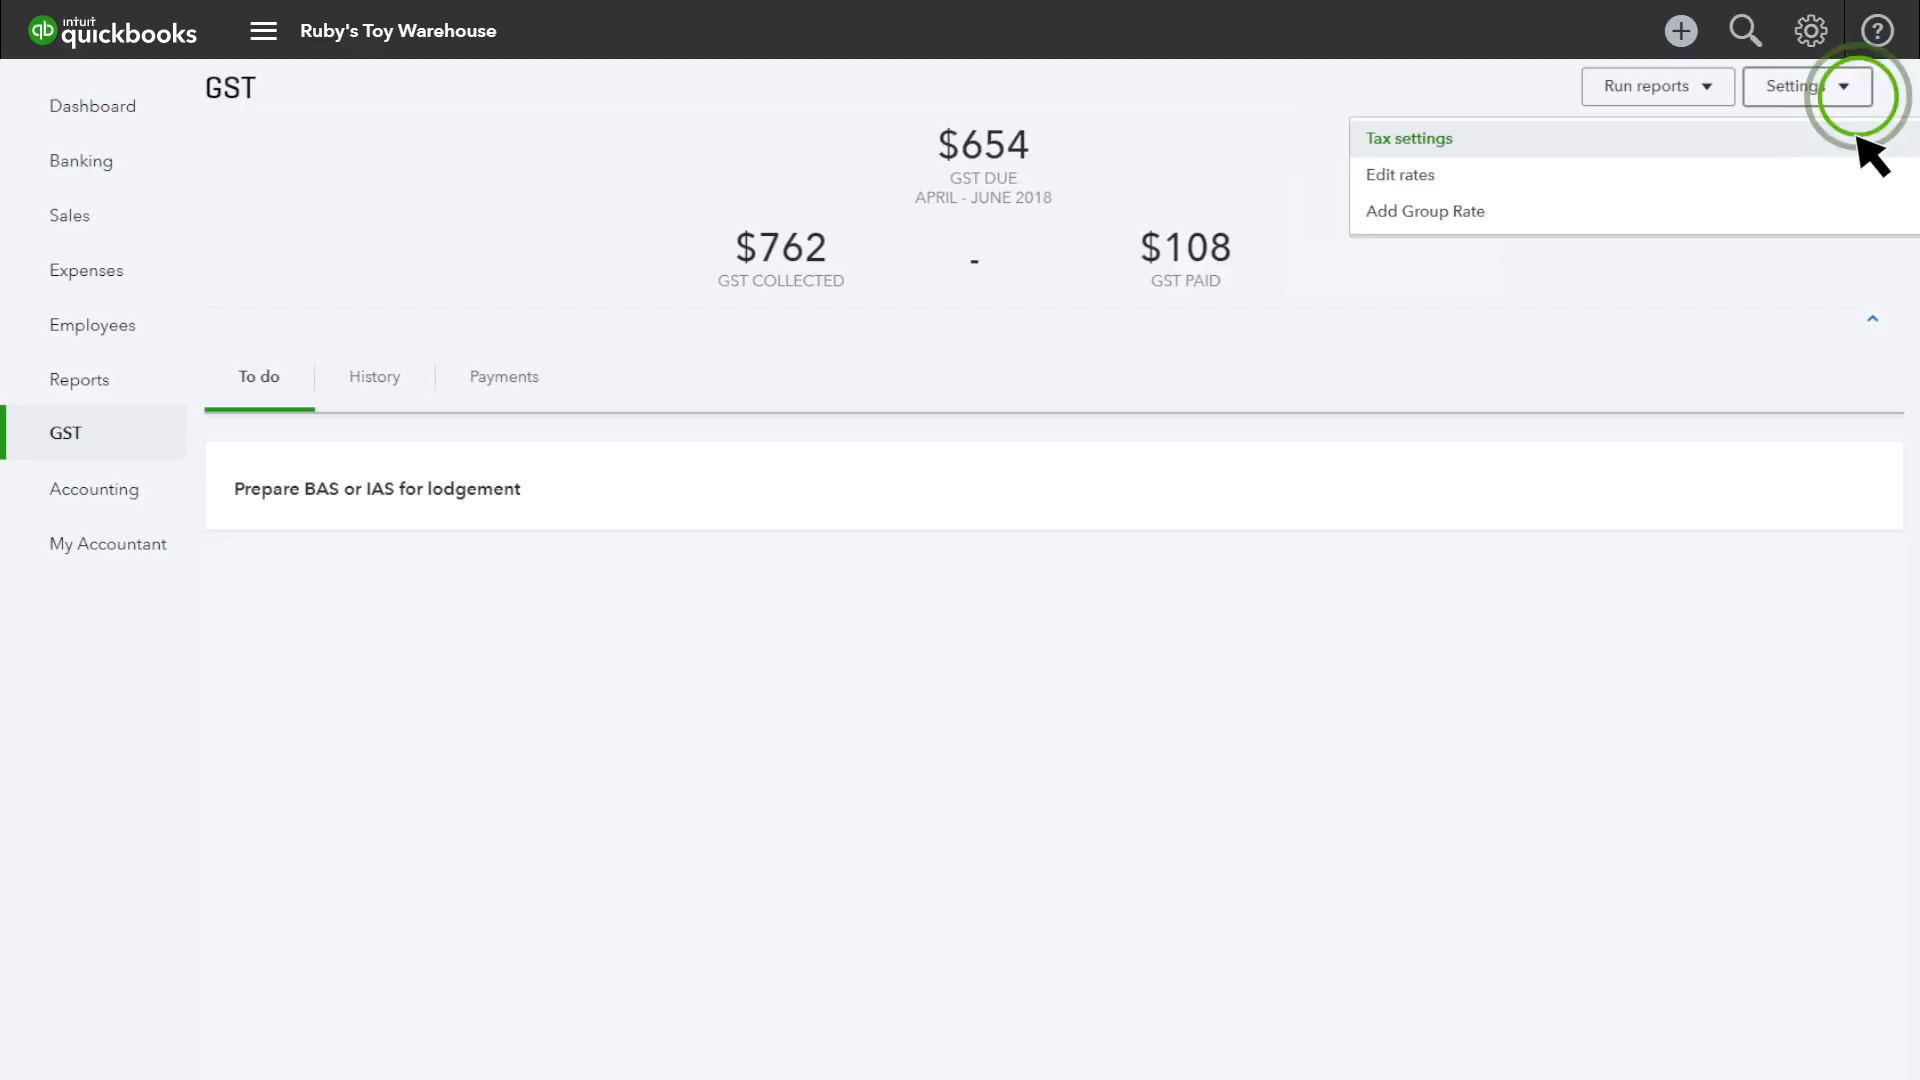 intuit
quickbooks
Ruby's Toy Warehouse
?
GST
Run reports
Settings
Dashboard
Banking
Sales
Expenses
Employees
Reports
GST
Accounting
My Accountant
Tax settings
Edit rates
Add Group Rate
$654
GST DUE
APRIL - JUNE 2018
$762
GST COLLECTED
-
$108
GST PAID
To do
History
Payments
Prepare BAS or IAS for lodgement